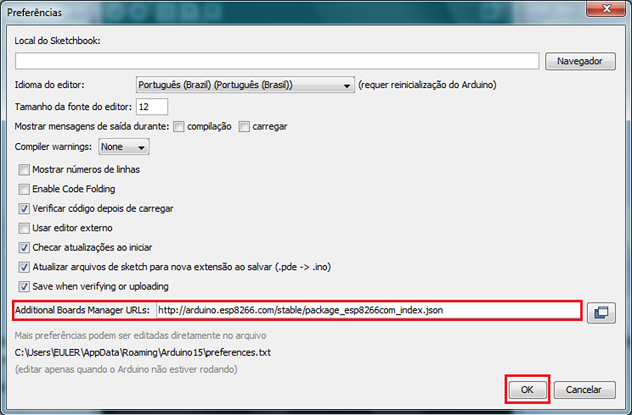 Preferências
Local do Sketchbook:
Navegador
Idioma do editor: Português (Brazil) (Português (Brasil)) (requer reinicialização do Arduino)
Tamanho da fonte do editor: 12
Mostrar mensagens de saída durante: compilação carregar
Compiler warnings: None
Mostrar números de linhas
Enable Code Folding
Verificar código depois de carregar
Usar editor externo
Checar atualizações ao iniciar
Atualizar arquivos de sketch para nova extensão ao salvar (.pde -> .ino)
Save when verifying or uploading
Additional Boards Manager URLs: http://arduino.esp8266.com/stable/package_esp8266com_index.json
Mais preferências podem ser editadas diretamente no arquivo
C:\Users\EULER\AppData\Roaming\Arduino15\preferences.txt
(editar apenas quando o Arduino não estiver rodando)
OK Cancelar